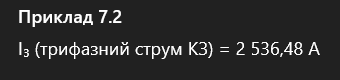 Приклад 7.2
I₃ (трифазний струм КЗ) = 2 536,48 А